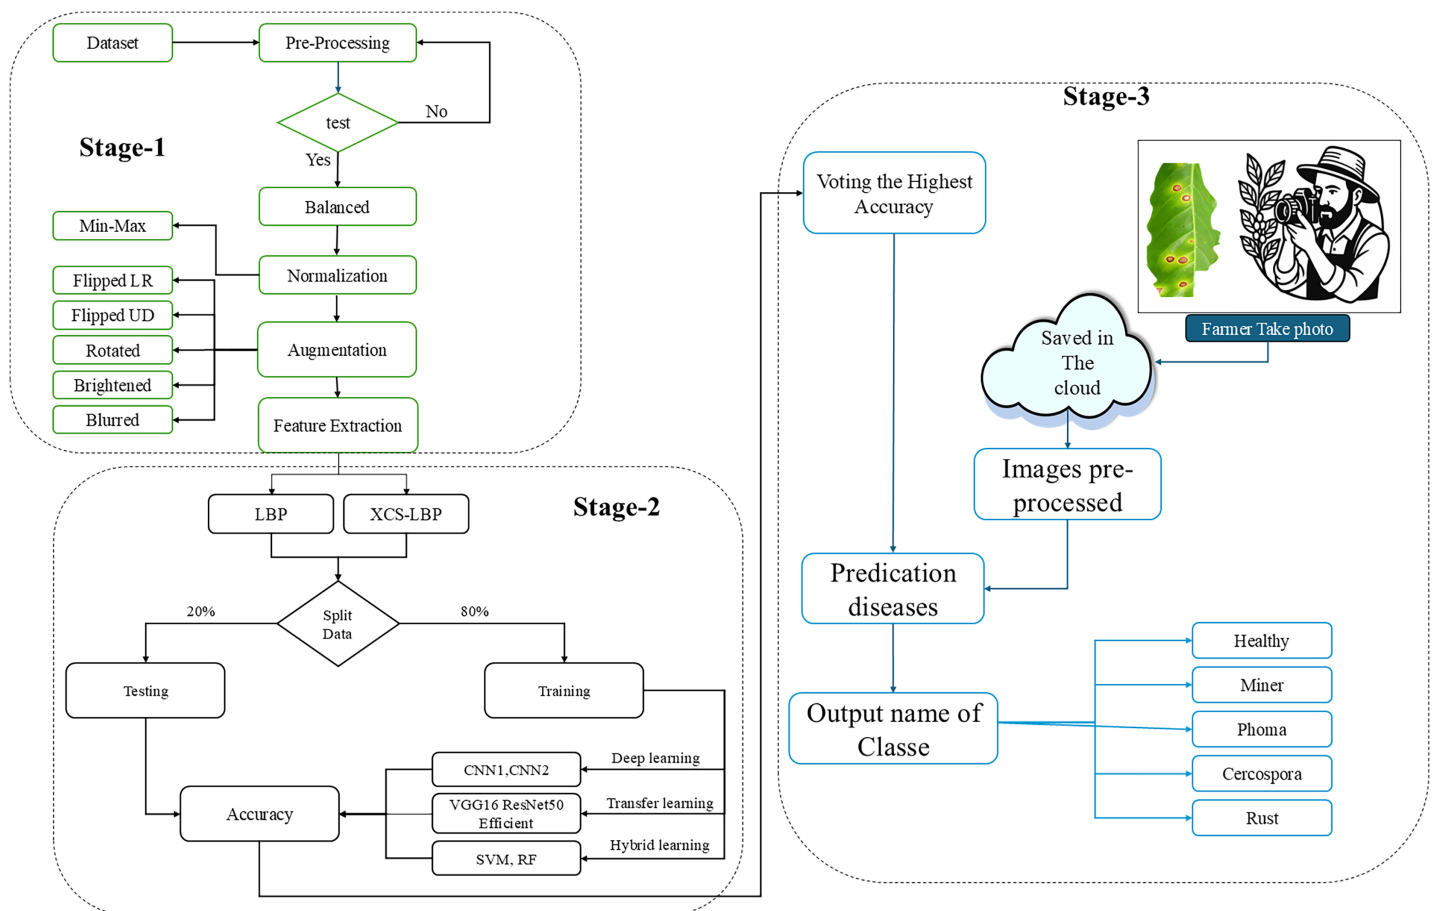 Dataset
Pre-Processing
test
No
Yes
Stage-1
Balanced
Min-Max
Normalization
Flipped LR
Flipped UD
Rotated
Brightened
Blurred
Augmentation
Feature Extraction
Stage-2
LBP
XCS-LBP
Split
Data
20%
80%
Testing
Training
Deep learning
CNN1,CNN2
Transfer learning
VGG16 ResNet50
Efficient
Hybrid learning
SVM, RF
Accuracy
Stage-3
Voting the Highest
Accuracy
Farmer Take photo
Saved in
The
cloud
Images pre-
processed
Predication
diseases
Output name of
Classe
Healthy
Miner
Phoma
Cercospora
Rust